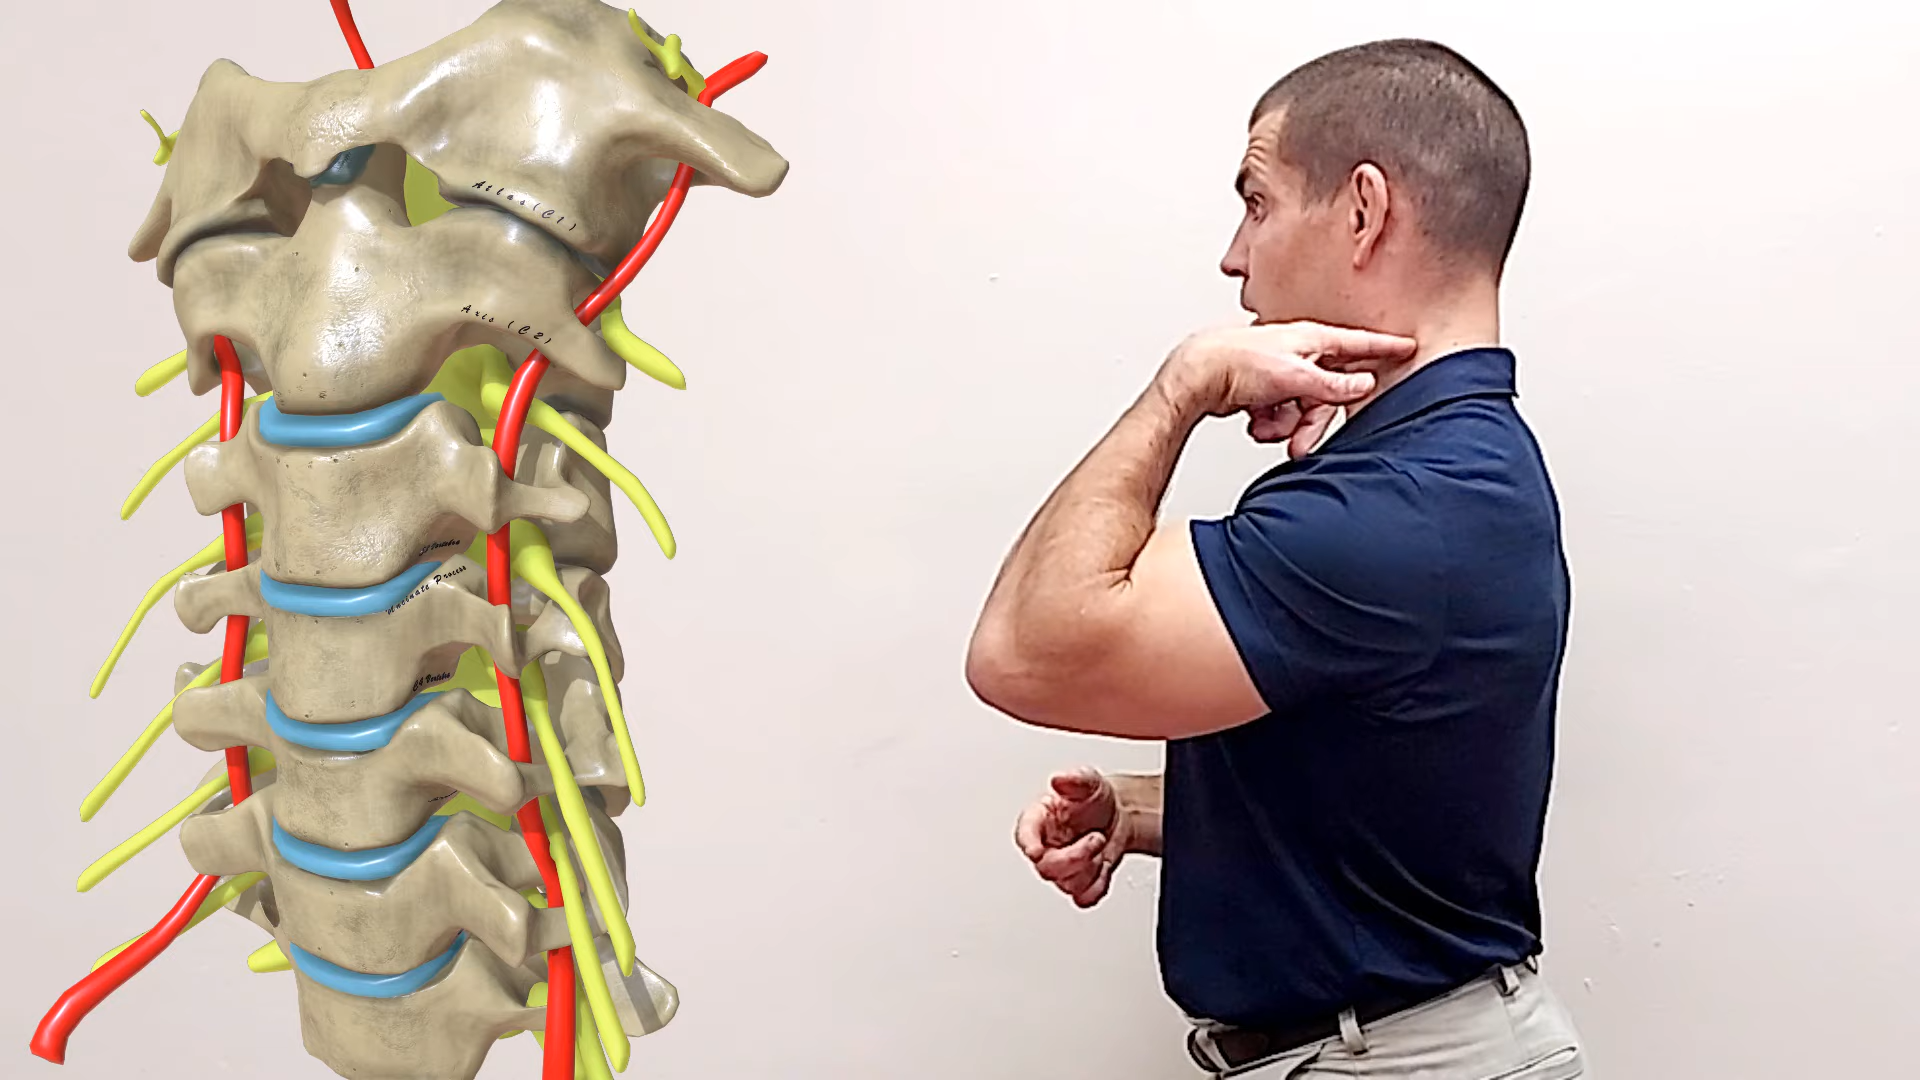 Atlas (C1)
Axis (C2)
C3 Vertebra
Uncinate Process
C4 Vertebra